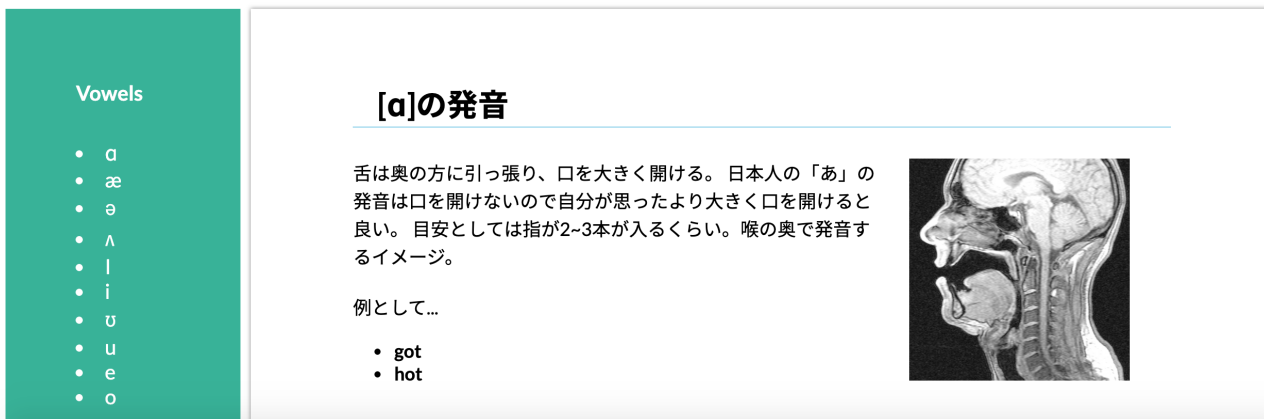 Vowels
ɑ
æ
ə
ʌ
I
i
ʊ
u
e
o
[ɑ]の発音
舌は奥の方に引っ張り、口を大きく開ける。 日本人の「あ」の
発音は口を開けないので自分が思ったより大きく口を開けると
良い。 目安としては指が2~3本が入るくらい。喉の奥で発音す
るイメージ。
例として...
got
hot